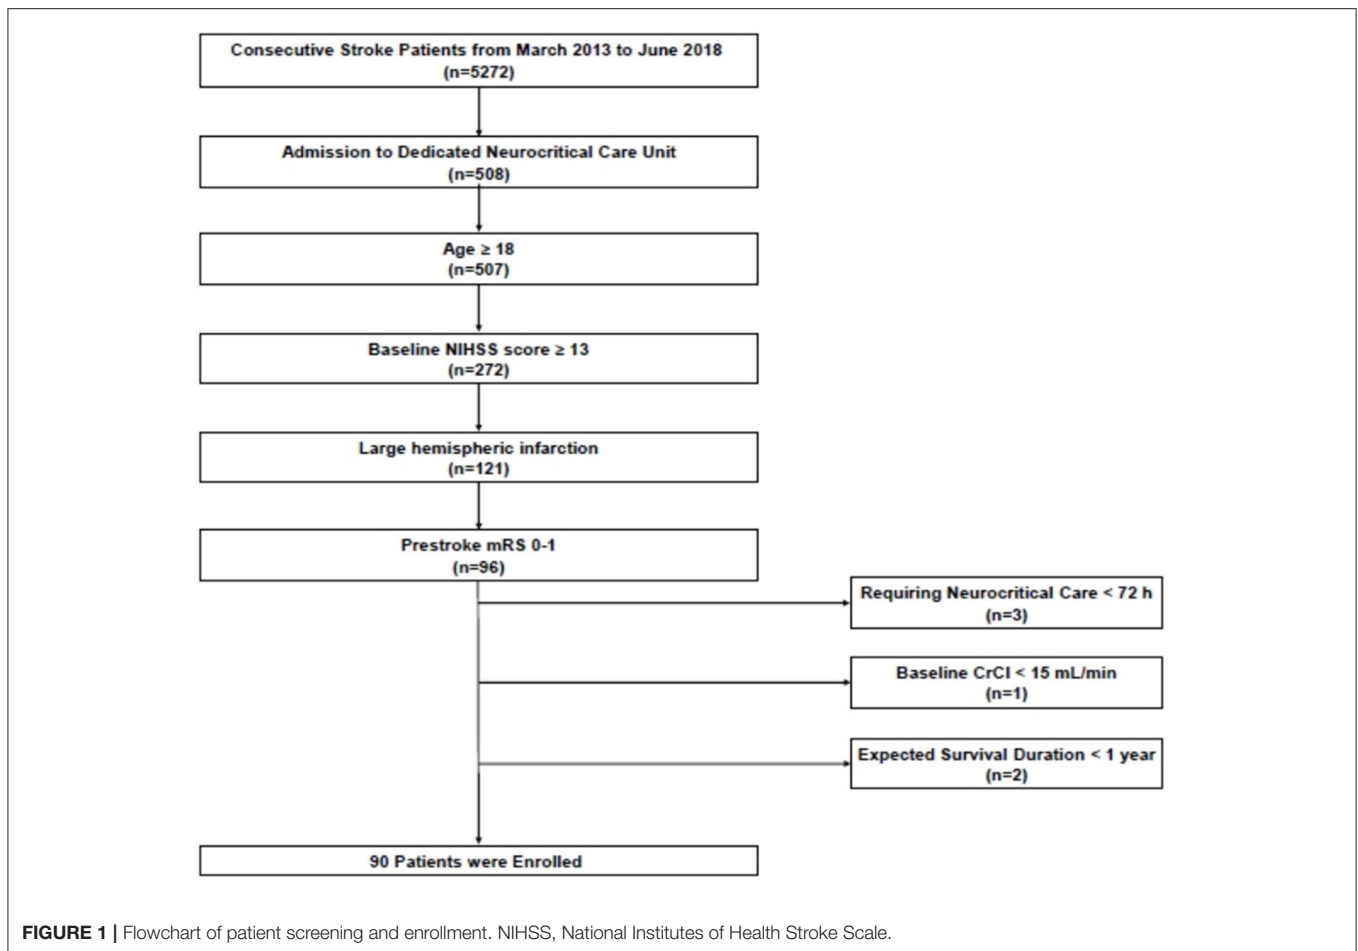 Consecutive Stroke Patients from March 2013 to June 2018
(n=5272)
Admission to Dedicated Neurocritical Care Unit
(n=508)
Age ≥ 18
(n=507)
Baseline NIHSS score ≥ 13
(n=272)
Large hemispheric infarction
(n=121)
Prestroke mRS 0-1
(n=96)
Requiring Neurocritical Care < 72 h
(n=3)
Baseline CrCl < 15 mL/min
(n=1)
Expected Survival Duration < 1 year
(n=2)
90 Patients were Enrolled
FIGURE 1 | Flowchart of patient screening and enrollment. NIHSS, National Institutes of Health Stroke Scale.